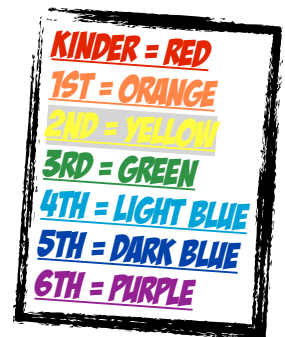 KINDER = RED
1ST = ORANGE
2ND = YELLOW
3RD = GREEN
4TH = LIGHT BLUE
5TH = DARK BLUE
6TH = PURPLE